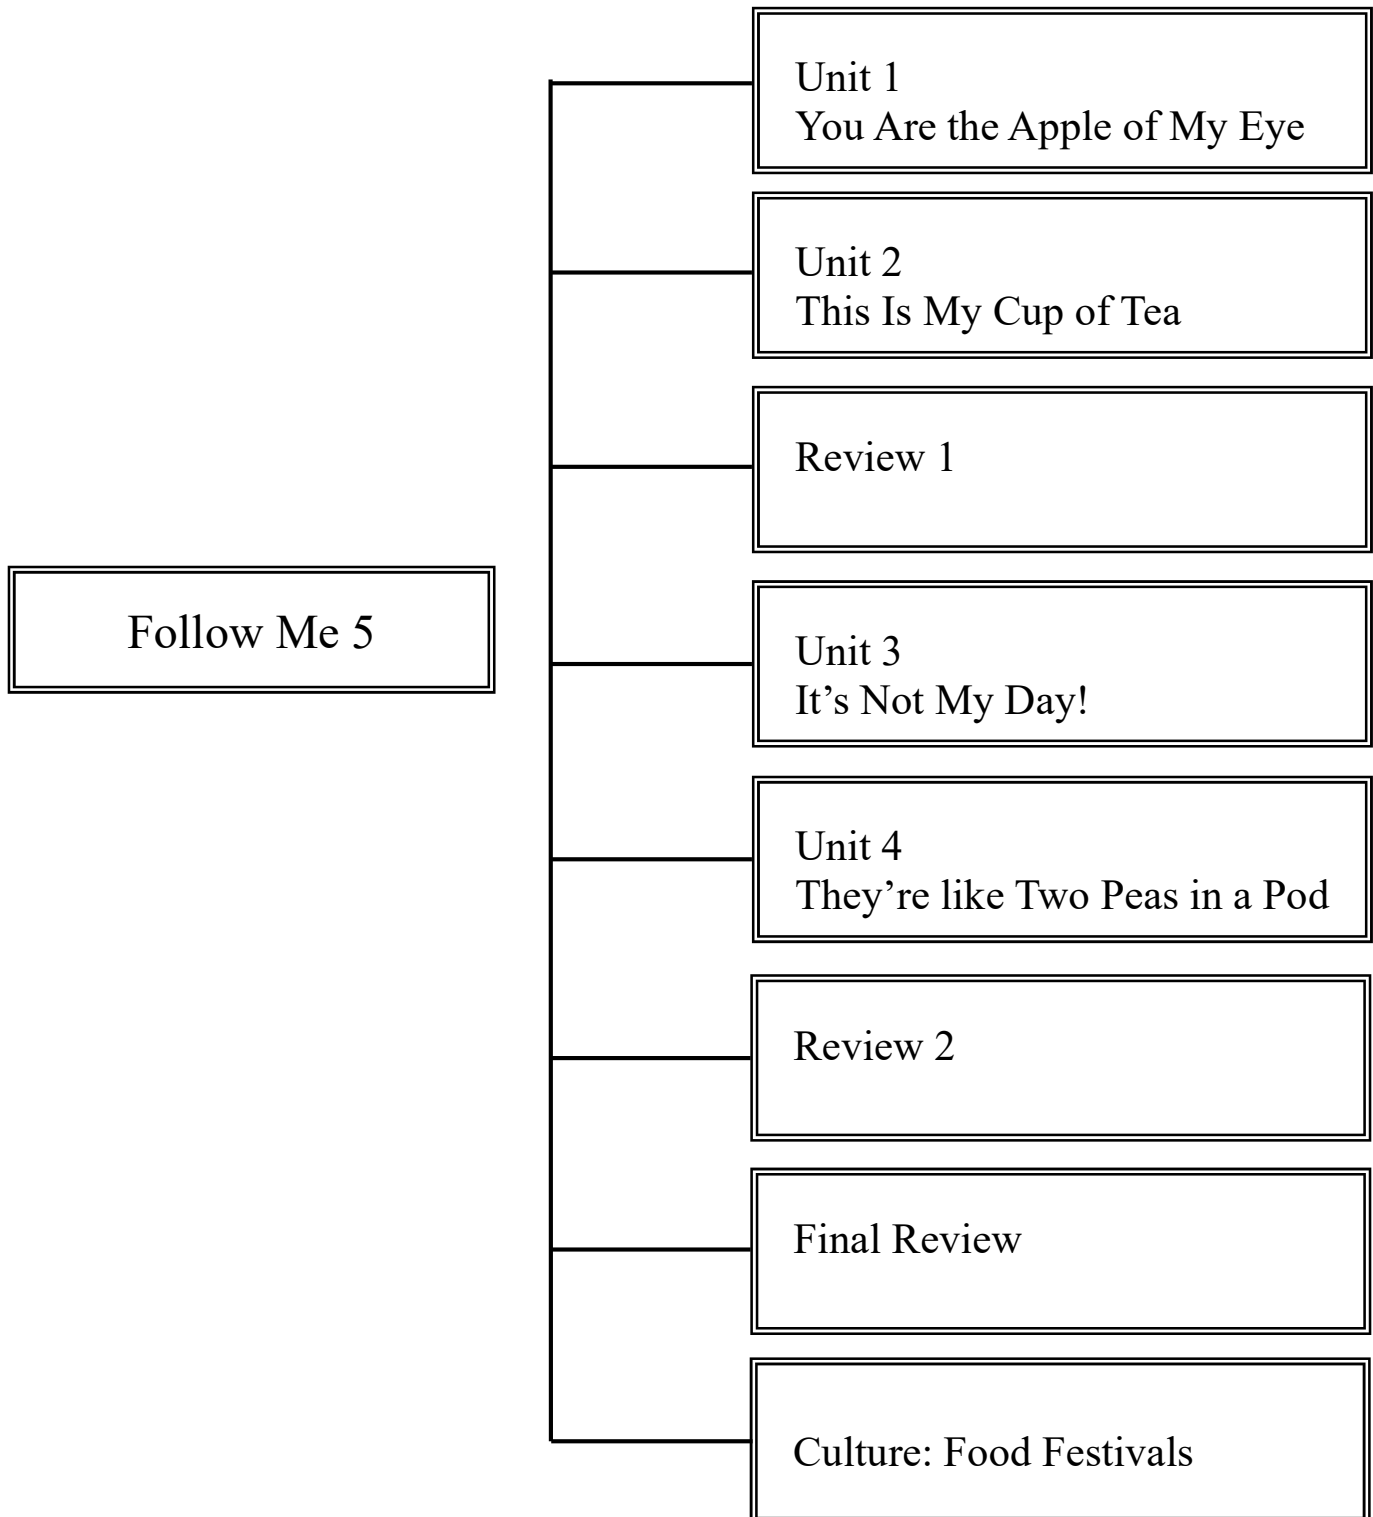 Unit 1
You Are the Apple of My Eye
Unit 2
This Is My Cup of Tea
Review 1
Follow Me 5
Unit 3
It’s Not My Day!
Unit 4
They’re like Two Peas in a Pod
Review 2
Final Review
Culture: Food Festivals